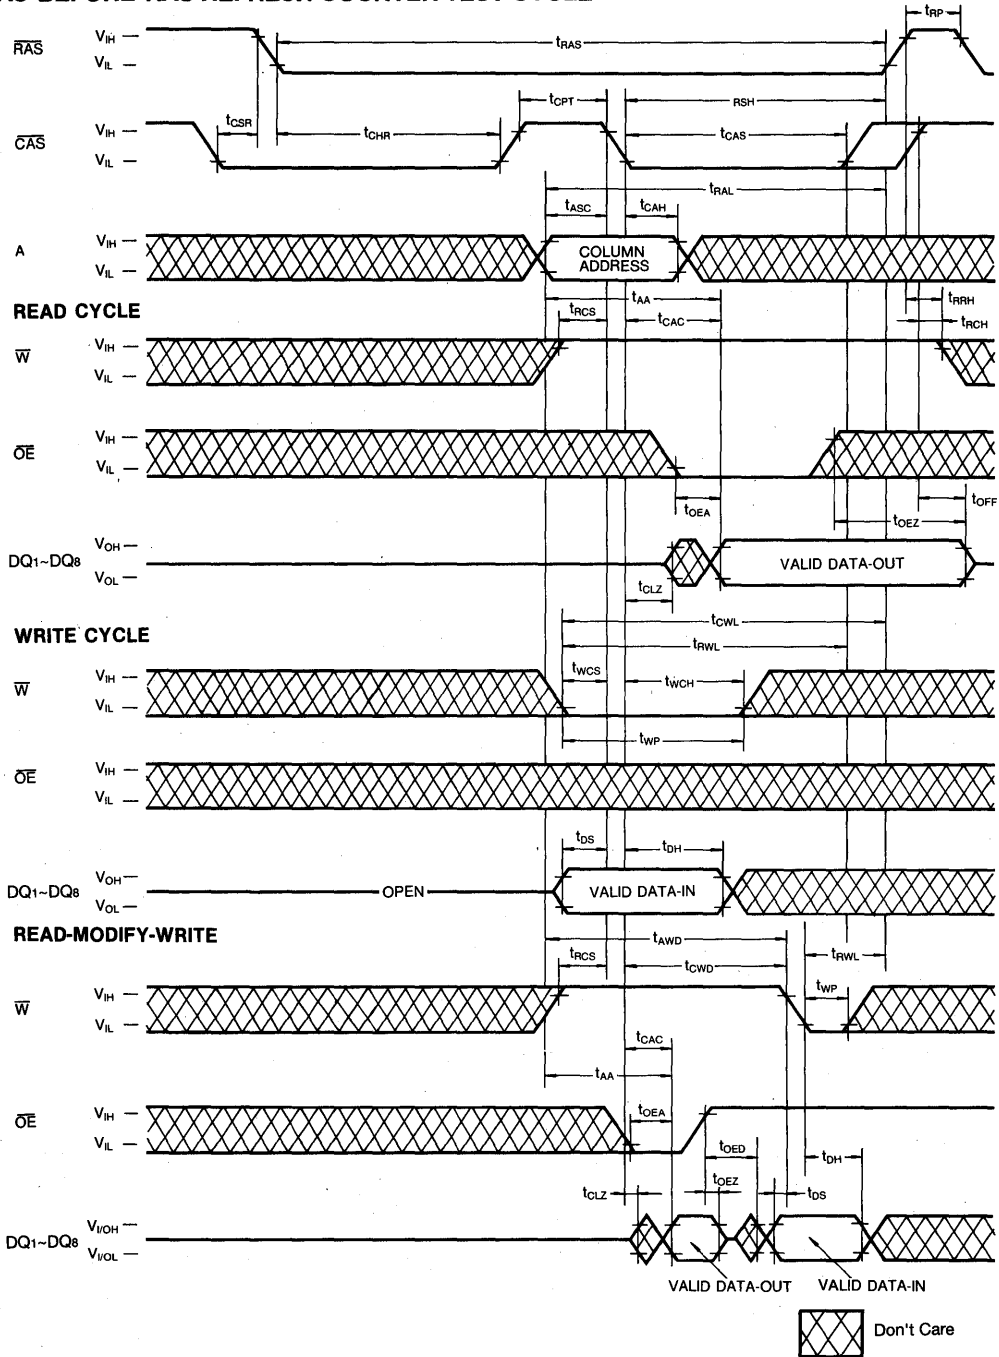 tRP
RAS
VIH
tRAS
VIL
tCPT
RSH
tCSR
CAS
VIH
tCHR
tCAS
VIL
tRAL
tASC
tCAH
A
VIH
VIL
COLUMN
ADDRESS
READ CYCLE
tAA
tRRH
tRCS
tCAC
tRCH
W
VIH
VIL
OE
VIH
VIL
tOEA
tOEZ
tOFF
DQ1~DQ8
VOH
VOL
VALID DATA-OUT
tCLZ
WRITE CYCLE
tCWL
tRWL
W
VIH
VIL
tWCS
tWCH
tWP
OE
VIH
VIL
tDS
tDH
DQ1~DQ8
VOH
VOL
OPEN
VALID DATA-IN
READ-MODIFY-WRITE
tAWD
tRWL
tRCS
tCWD
W
VIH
VIL
tWP
tCAC
tAA
OE
VIH
VIL
tOEA
tOED
tDH
tCLZ
tOEZ
tDS
DQ1~DQ8
VI/OH
VI/OL
VALID DATA-OUT
VALID DATA-IN
Don't Care